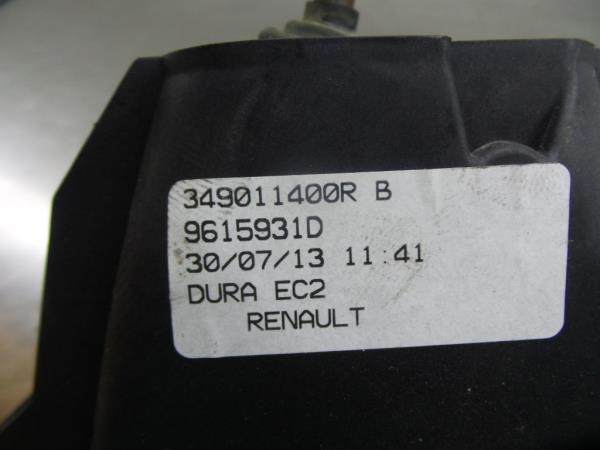 349011400R B
9615931D
30/07/13 11:41
DURA EC2
RENAULT